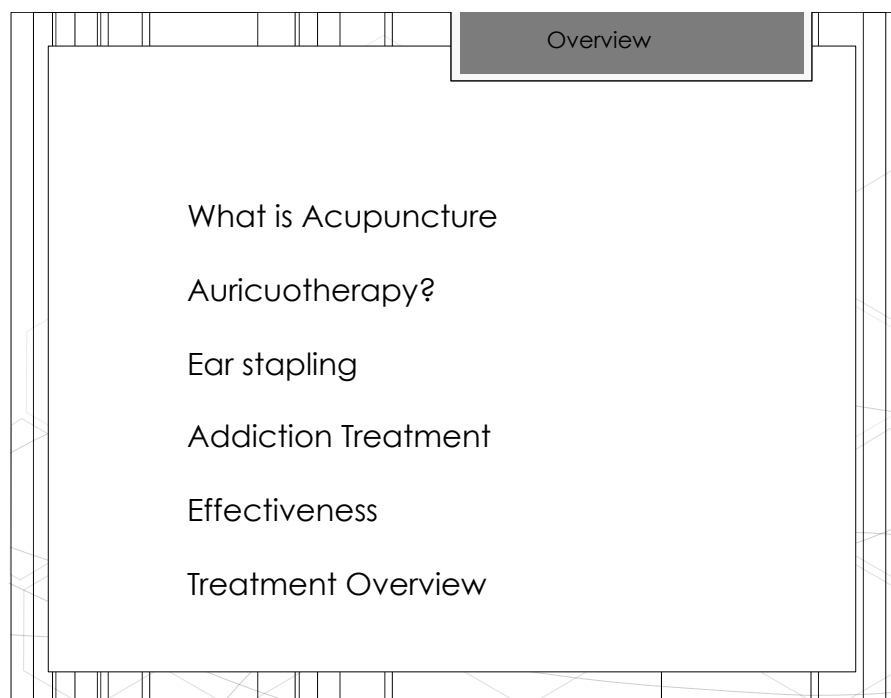 Overview
What is Acupuncture
Auricuotherapy?
Ear stapling
Addiction Treatment
Effectiveness
Treatment Overview